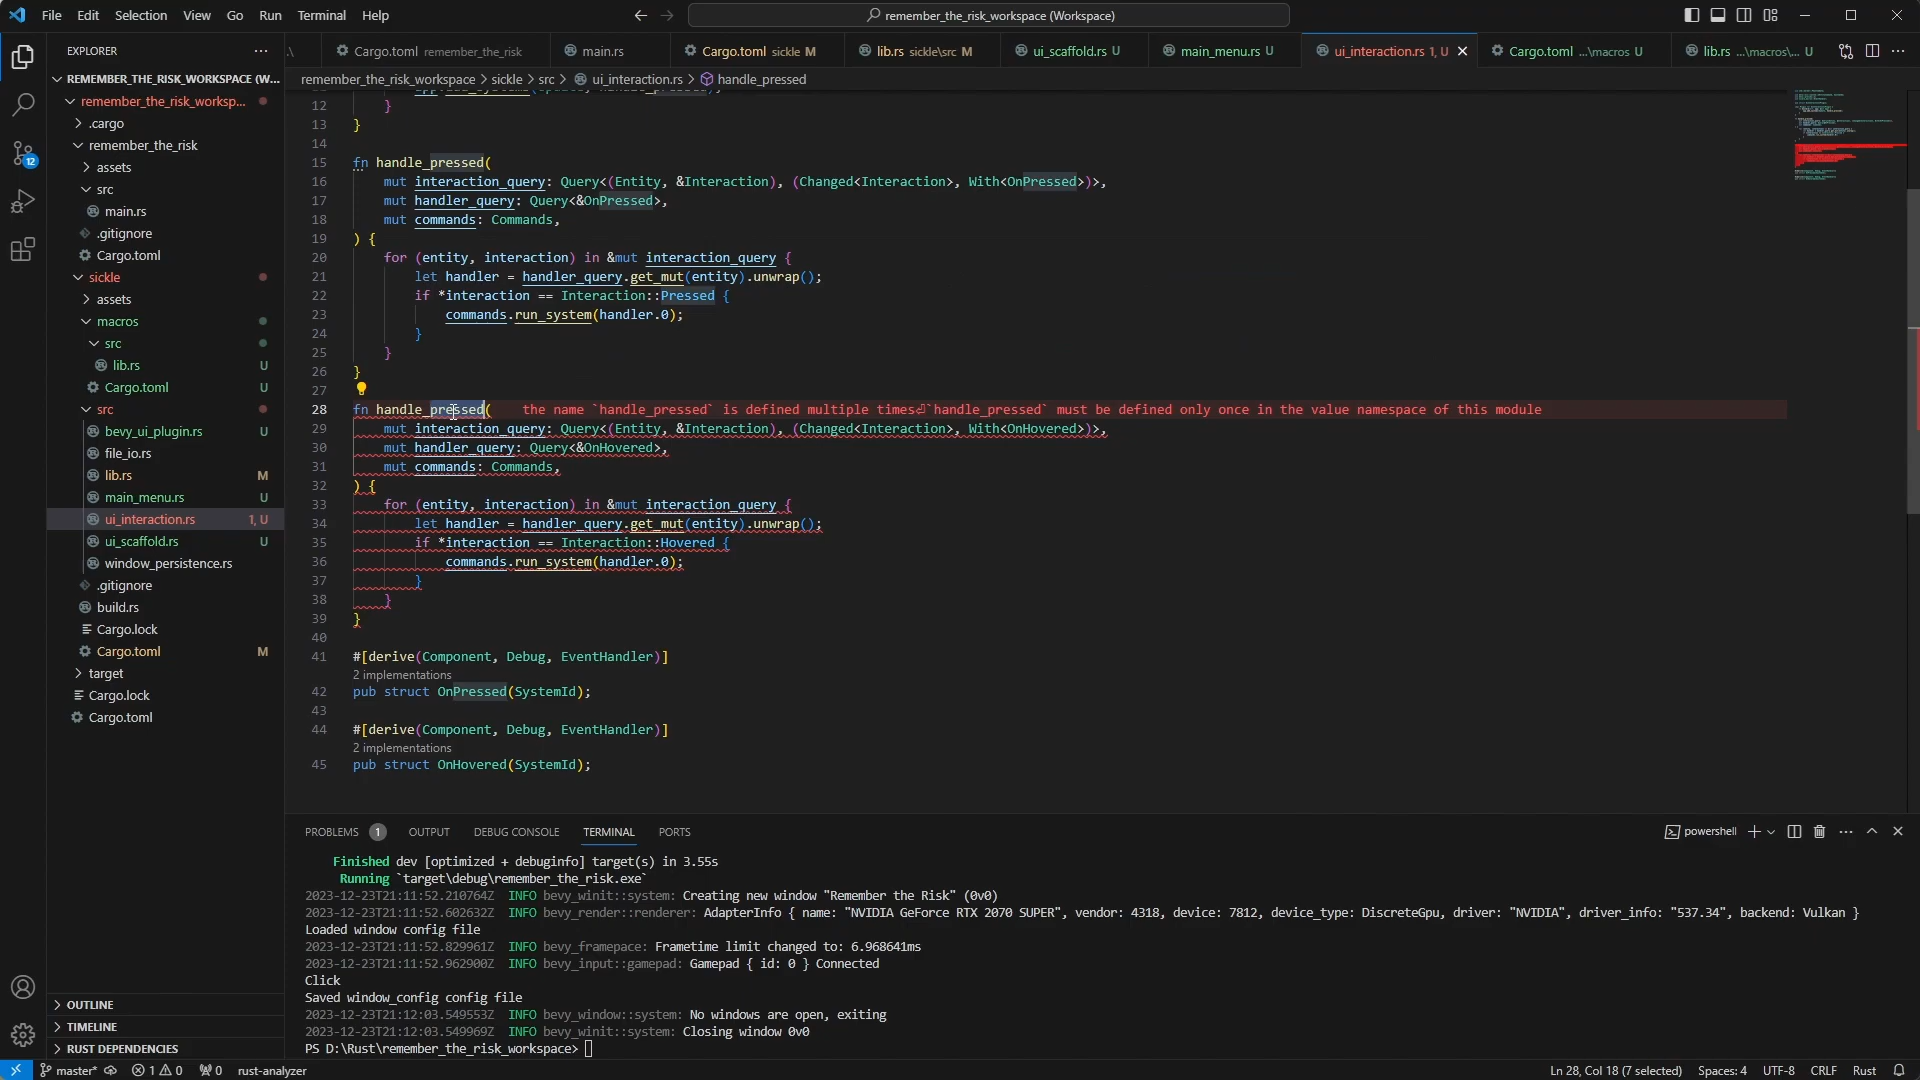 File Edit Selection View Go Run Terminal Help
remember_the_risk_workspace (Workspace)
EXPLORER
Cargo.toml remember_the_risk
main.rs
Cargo.toml sickle M
lib.rs sickle\src M
ui_scaffold.rs U
main_menu.rs U
ui_interaction.rs 1, U
Cargo.toml ...\macros U
lib.rs ...\macros\... U
remember_the_risk_workspace > sickle > src > ui_interaction.rs > handle_pressed
REMEMBER_THE_RISK_WORKSPACE (W...
remember_the_risk_worksp...
.cargo
remember_the_risk
assets
src
main.rs
.gitignore
Cargo.toml
sickle
assets
macros
src
lib.rs U
Cargo.toml U
src
bevy_ui_plugin.rs U
file_io.rs
lib.rs M
main_menu.rs U
ui_interaction.rs 1, U
ui_scaffold.rs U
window_persistence.rs
.gitignore
build.rs
Cargo.lock
Cargo.toml M
target
Cargo.lock
Cargo.toml
OUTLINE
TIMELINE
RUST DEPENDENCIES
12 }
13 }
14
15 fn handle_pressed(
16 mut interaction_query: Query<(Entity, &Interaction), (Changed<Interaction>, With<OnPressed>)>,
17 mut handler_query: Query<&OnPressed>,
18 mut commands: Commands,
19 ) {
20 for (entity, interaction) in &mut interaction_query {
21 let handler = handler_query.get_mut(entity).unwrap();
22 if *interaction == Interaction::Pressed {
23 commands.run_system(handler.0);
24 }
25 }
26 }
27
28 fn handle_pressed( the name `handle_pressed` is defined multiple times⏎`handle_pressed` must be defined only once in the value namespace of this module
29 mut interaction_query: Query<(Entity, &Interaction), (Changed<Interaction>, With<OnHovered>)>,
30 mut handler_query: Query<&OnHovered>,
31 mut commands: Commands,
32 ) {
33 for (entity, interaction) in &mut interaction_query {
34 let handler = handler_query.get_mut(entity).unwrap();
35 if *interaction == Interaction::Hovered {
36 commands.run_system(handler.0);
37 }
38 }
39 }
40
41 #[derive(Component, Debug, EventHandler)]
2 implementations
42 pub struct OnPressed(SystemId);
43
44 #[derive(Component, Debug, EventHandler)]
2 implementations
45 pub struct OnHovered(SystemId);
PROBLEMS 1 OUTPUT DEBUG CONSOLE TERMINAL PORTS
powershell
Finished dev [optimized + debuginfo] target(s) in 3.55s
Running `target\debug\remember_the_risk.exe`
2023-12-23T21:11:52.210764Z INFO bevy_winit::system: Creating new window "Remember the Risk" (0v0)
2023-12-23T21:11:52.602632Z INFO bevy_render::renderer: AdapterInfo { name: "NVIDIA GeForce RTX 2070 SUPER", vendor: 4318, device: 7812, device_type: DiscreteGpu, driver: "NVIDIA", driver_info: "537.34", backend: Vulkan }
Loaded window config file
2023-12-23T21:11:52.829961Z INFO bevy_framepace: Frametime limit changed to: 6.968641ms
2023-12-23T21:11:52.962900Z INFO bevy_input::gamepad: Gamepad { id: 0 } Connected
Click
Saved window_config config file
2023-12-23T21:12:03.549553Z INFO bevy_window::system: No windows are open, exiting
2023-12-23T21:12:03.549969Z INFO bevy_winit::system: Closing window 0v0
PS D:\Rust\remember_the_risk_workspace>
12
master* 1 0 0 rust-analyzer
Ln 28, Col 18 (7 selected) Spaces: 4 UTF-8 CRLF Rust